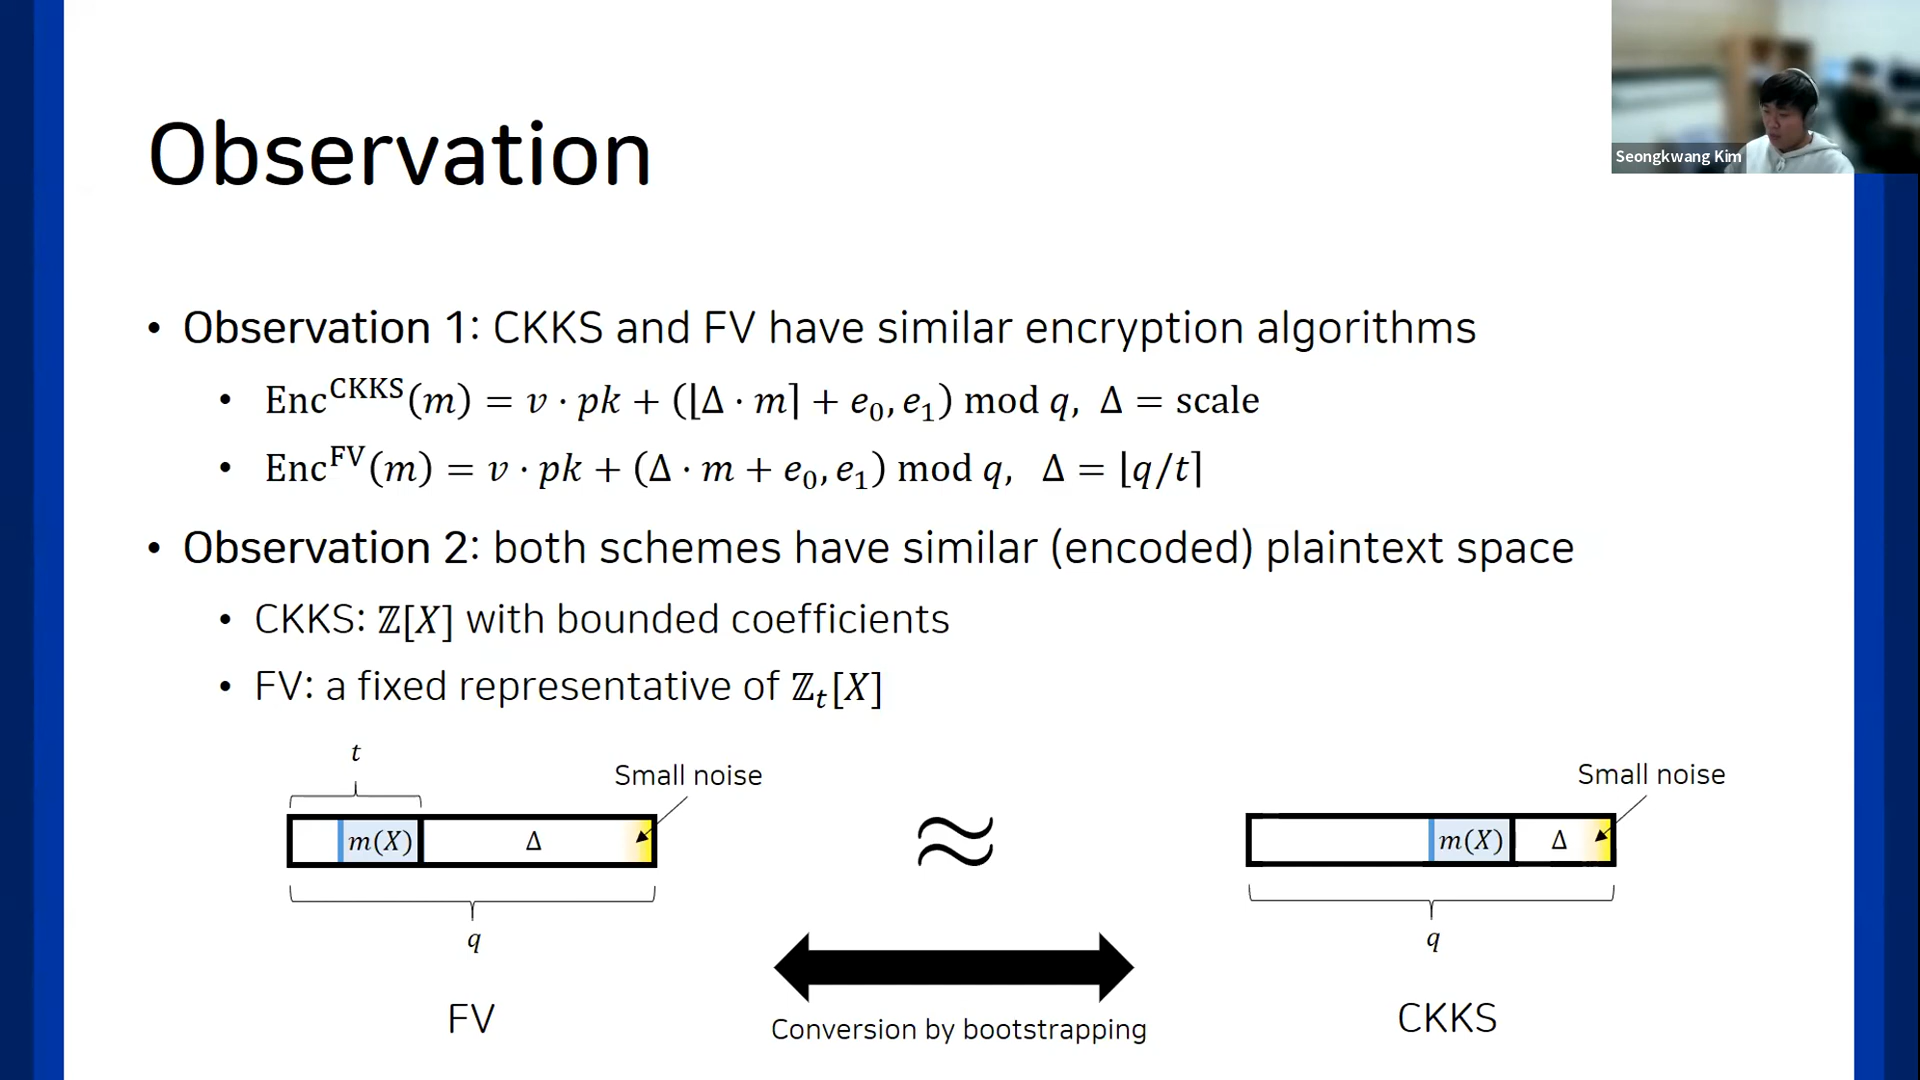 Observation
Seongkwang Kim
• Observation 1: CKKS and FV have similar encryption algorithms
• Enc^CKKS(m) = v · pk + (⌊Δ · m⌉ + e₀, e₁) mod q, Δ = scale
• Enc^FV(m) = v · pk + (Δ · m + e₀, e₁) mod q, Δ = ⌊q/t⌉
• Observation 2: both schemes have similar (encoded) plaintext space
• CKKS: ℤ[X] with bounded coefficients
• FV: a fixed representative of ℤₜ[X]
t
Small noise
m(X)
Δ
q
FV
≈
Conversion by bootstrapping
Small noise
m(X)
Δ
q
CKKS